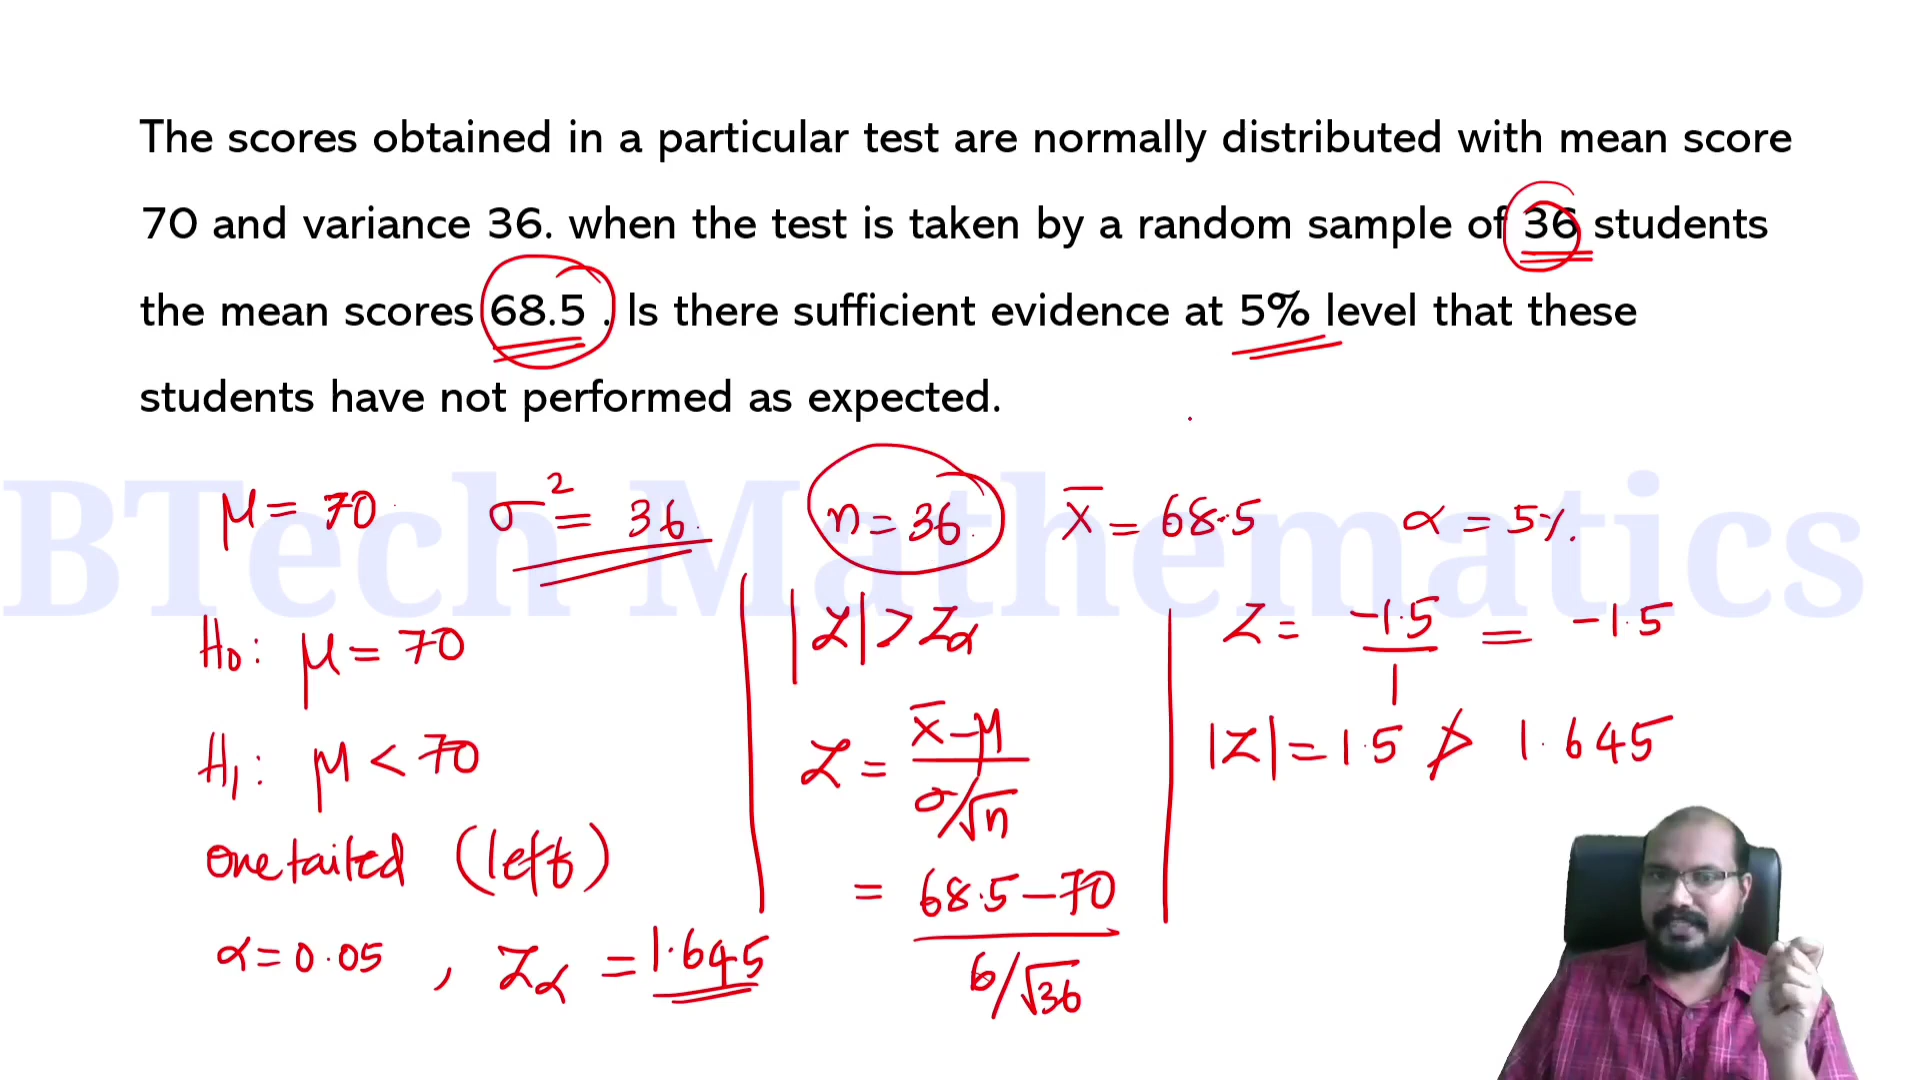 The scores obtained in a particular test are normally distributed with mean score
70 and variance 36. when the test is taken by a random sample of 36 students
the mean scores 68.5 . Is there sufficient evidence at 5% level that these
students have not performed as expected.
BTech Mathematics
μ = 70 σ² = 36 n = 36 x̄ = 68.5 α = 5%.
H₀: μ = 70
H₁: μ < 70
One tailed (left)
α = 0.05 , Zα = 1.645
|Z| > Zα
Z = x̄ - μ / σ/√n
= 68.5 - 70 / 6/√36
Z = -1.5 / 1 = -1.5
|Z| = 1.5 ≯ 1.645